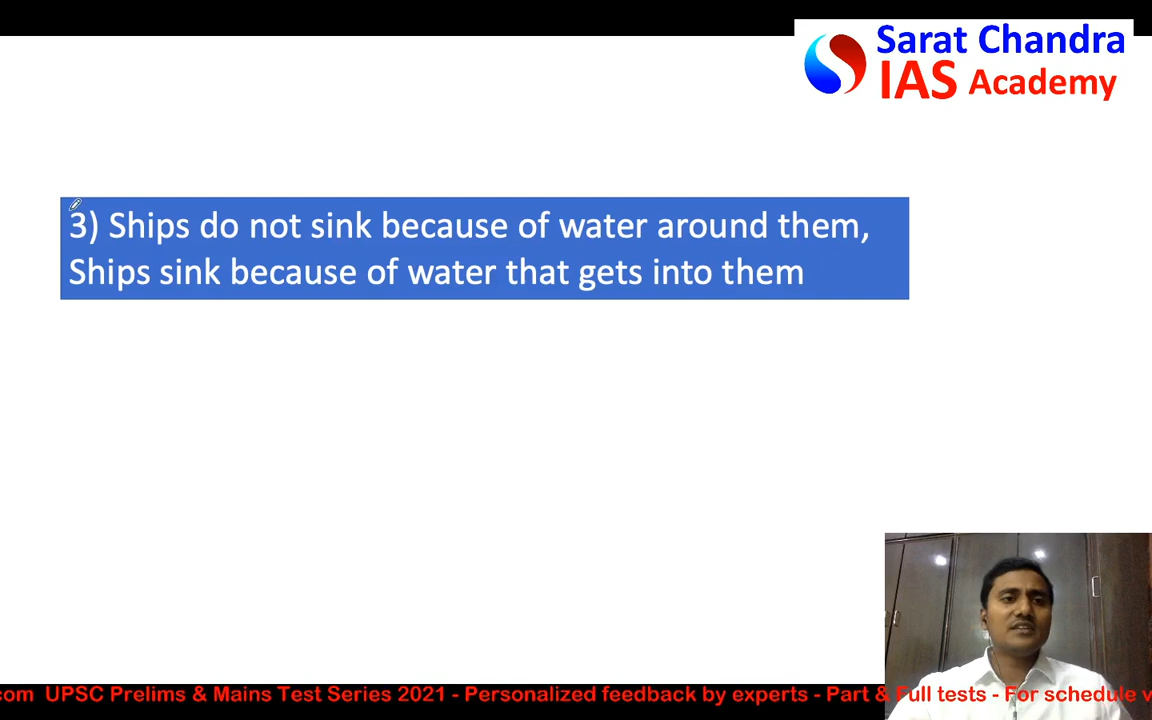 Sarat Chandra
IAS Academy
3) Ships do not sink because of water around them,
Ships sink because of water that gets into them
com UPSC Prelims & Mains Test Series 2021 - Personalized feedback by experts - Part & Full tests - For schedule v